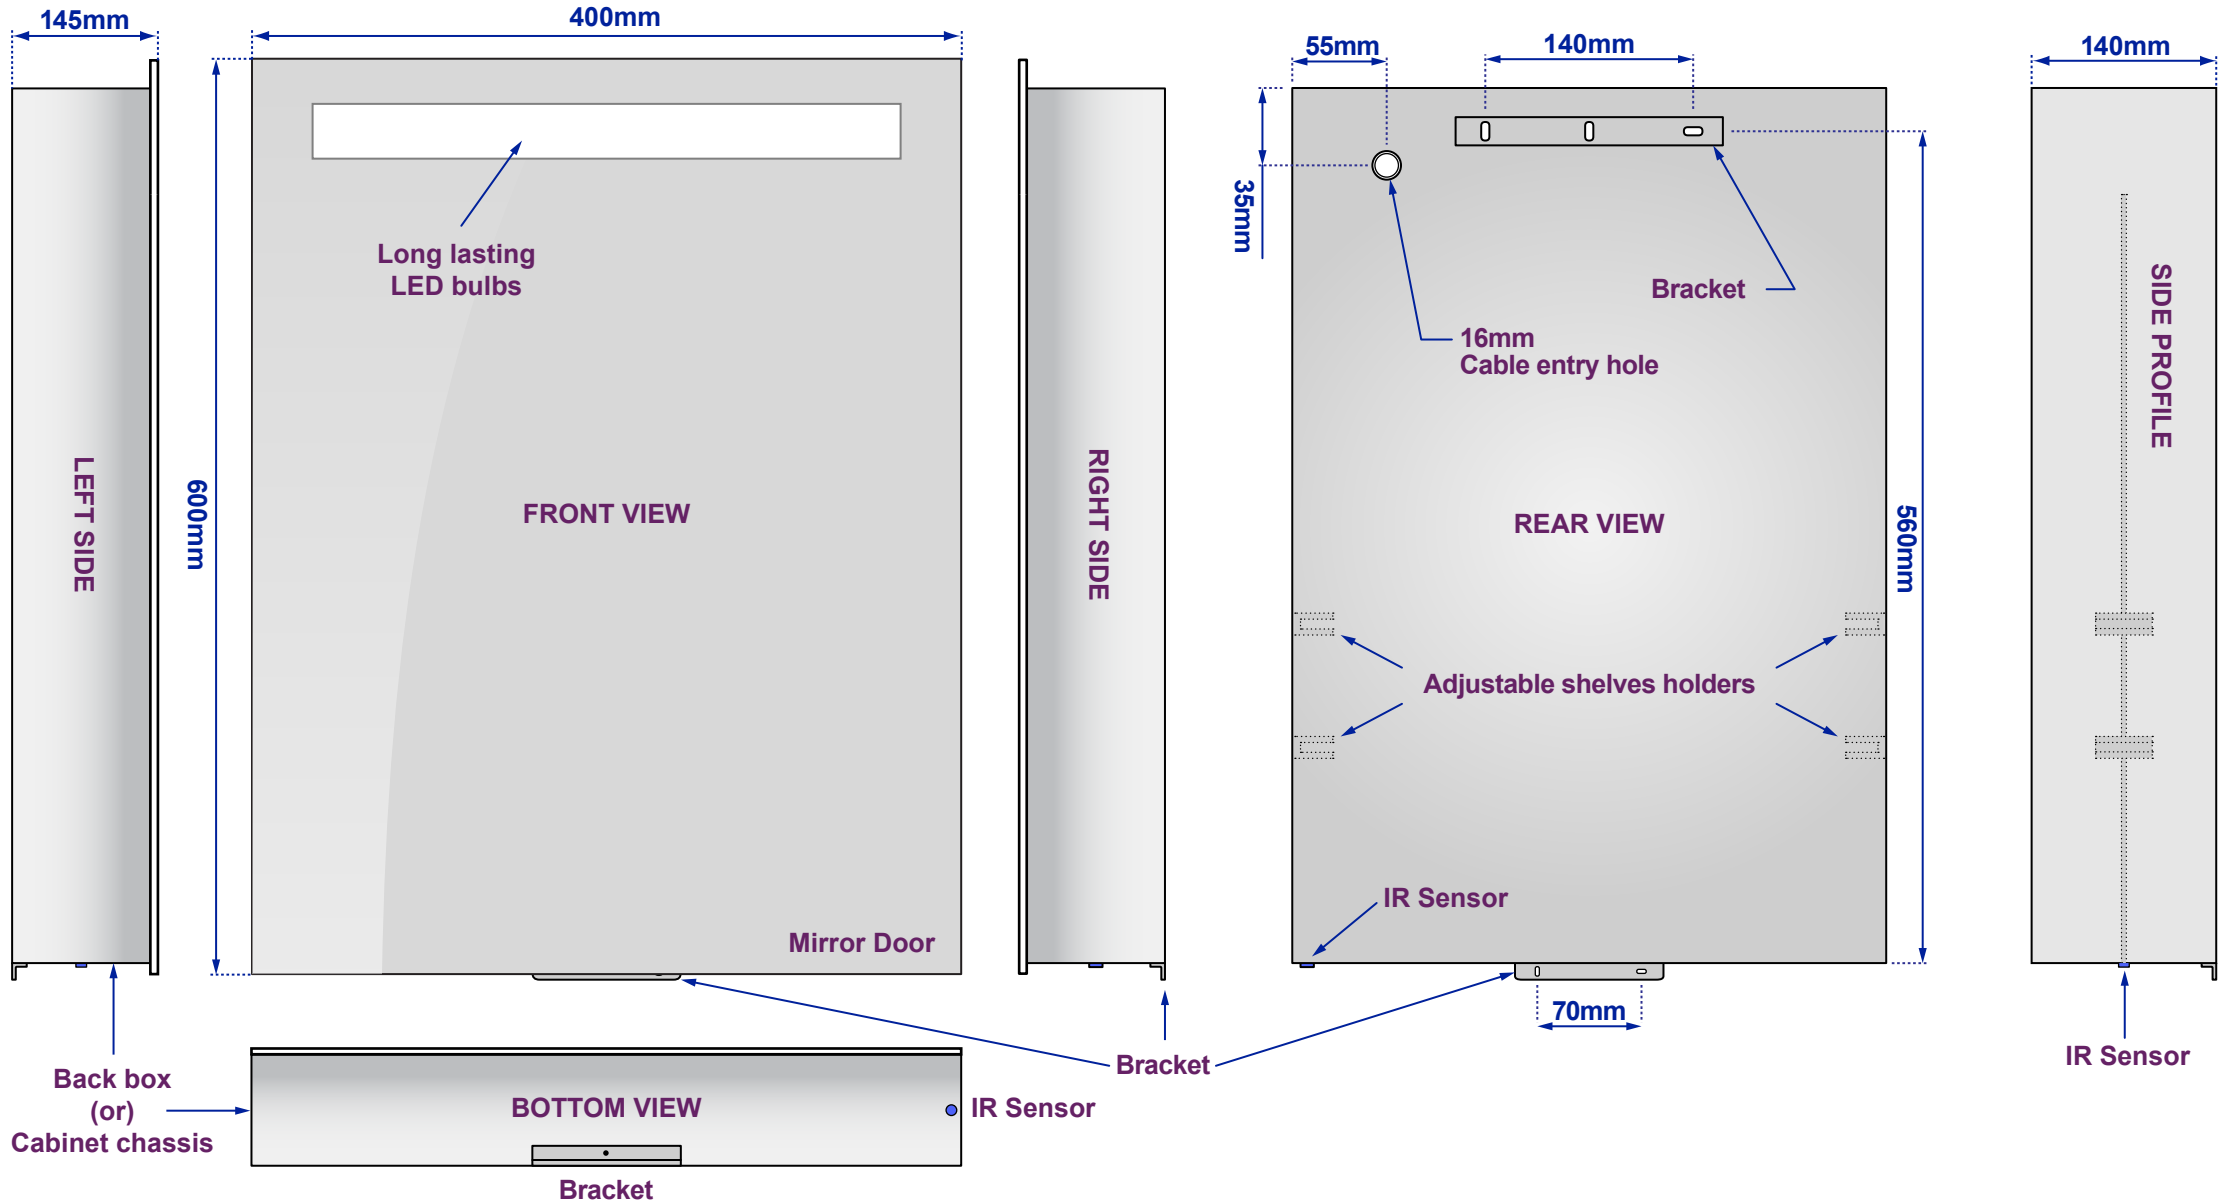 145mm
400mm
55mm
140mm
140mm
35mm
Long lasting
LED bulbs
Bracket
16mm
Cable entry hole
SIDE PROFILE
LEFT SIDE
600mm
FRONT VIEW
RIGHT SIDE
REAR VIEW
560mm
Adjustable shelves holders
IR Sensor
Mirror Door
70mm
Bracket
IR Sensor
Back box
(or)
Cabinet chassis
BOTTOM VIEW
IR Sensor
Bracket